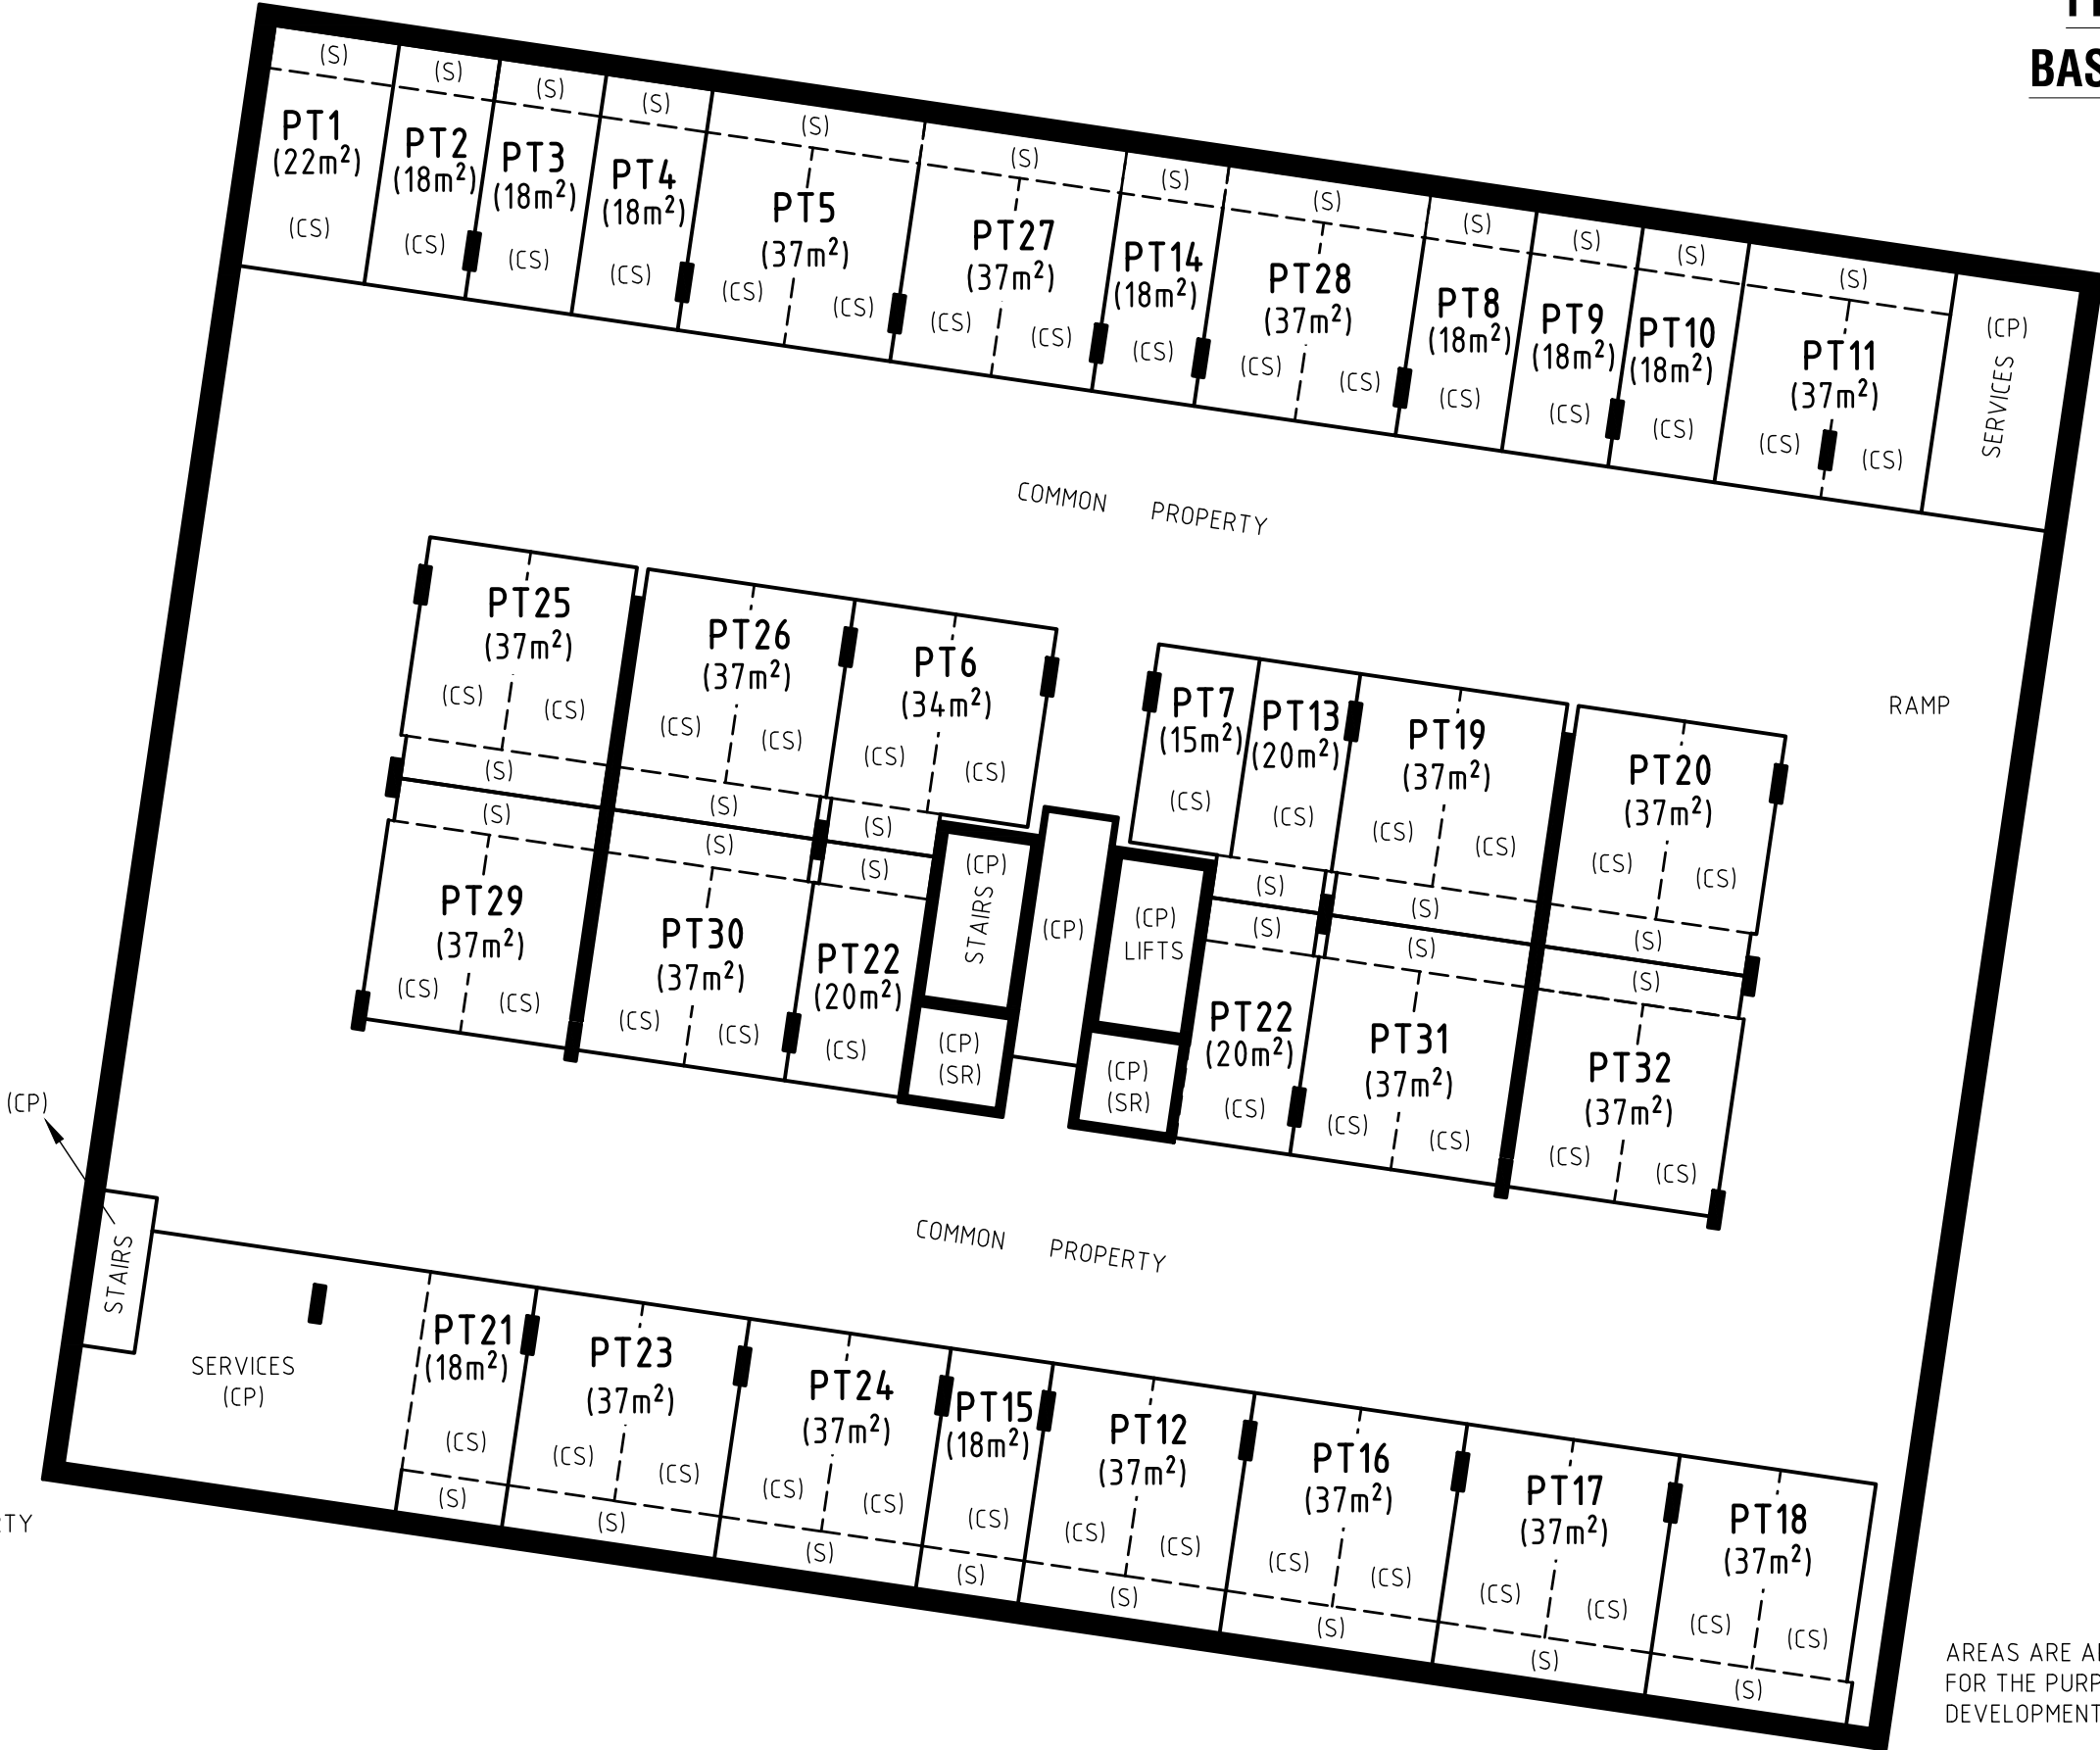 BAS
(S)
(S)
(S)
(S)
(S)
(S)
(S)
(S)
(S)
(S)
(S)
(S)
PT1
(22m²)
(CS)
PT2
(18m²)
(CS)
PT3
(18m²)
(CS)
PT4
(18m²)
(CS)
PT5
(37m²)
(CS) (CS)
PT27
(37m²)
(CS) (CS)
PT14
(18m²)
(CS)
PT28
(37m²)
(CS) (CS)
PT8
(18m²)
(CS)
PT9
(18m²)
(CS)
PT10
(18m²)
(CS)
PT11
(37m²)
(CS) (CS)
(CP)
SERVICES
COMMON PROPERTY
RAMP
PT25
(37m²)
(CS) (CS)
(S)
PT26
(37m²)
(CS) (CS)
(S)
PT6
(34m²)
(CS) (CS)
(S)
PT7
(15m²)
(CS)
PT13
(20m²)
(CS)
(S)
PT19
(37m²)
(CS) (CS)
(S)
PT20
(37m²)
(CS) (CS)
(S)
(S)
PT29
(37m²)
(CS) (CS)
(S)
PT30
(37m²)
(CS) (CS)
(S)
PT22
(20m²)
(CS)
(CP)
STAIRS
(CP)
(SR)
(CP)
(CP)
LIFTS
(CP)
(SR)
(S)
PT22
(20m²)
(CS)
(S)
PT31
(37m²)
(CS) (CS)
(S)
PT32
(37m²)
(CS) (CS)
(CP)
STAIRS
COMMON PROPERTY
SERVICES
(CP)
PT21
(18m²)
(CS)
(S)
PT23
(37m²)
(CS) (CS)
(S)
PT24
(37m²)
(CS) (CS)
(S)
PT15
(18m²)
(CS)
(S)
PT12
(37m²)
(CS) (CS)
(S)
PT16
(37m²)
(CS) (CS)
(S)
PT17
(37m²)
(CS) (CS)
(S)
PT18
(37m²)
(CS) (CS)
(S)
TY
AREAS ARE A
FOR THE PURP
DEVELOPMENT